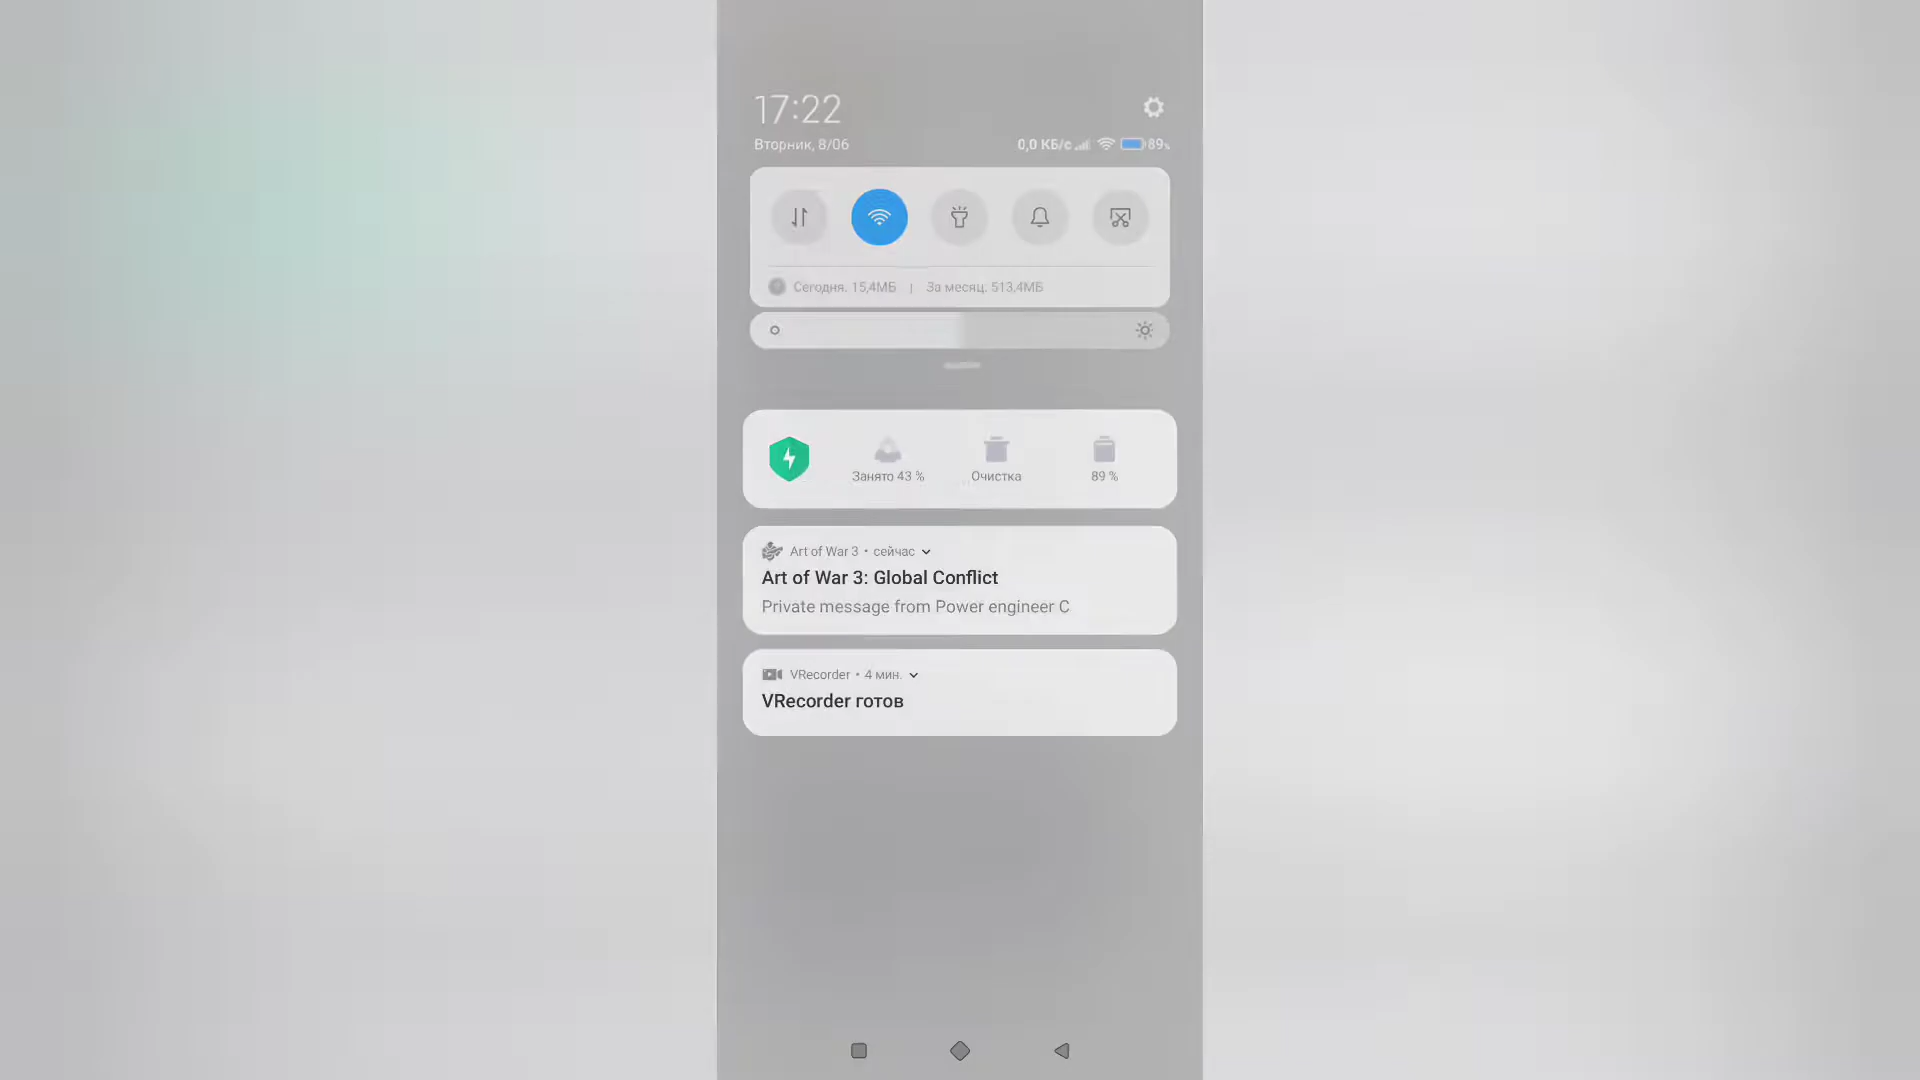 17:22
Вторник, 8/06
0,0 КБ/с 89%
Сегодня. 15,4МБ | За месяц. 513,4МБ
Занято 43 % Очистка 89 %
Art of War 3 • сейчас
Art of War 3: Global Conflict
Private message from Power engineer C
VRecorder • 4 мин.
VRecorder готов